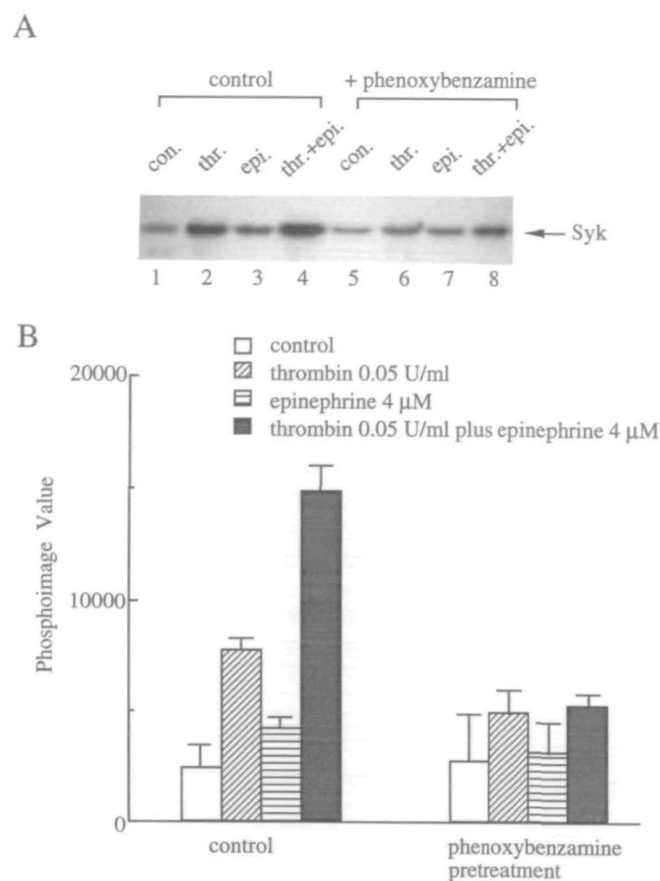 A
control + phenoxybenzamine
con. thr. epi. thr.+epi. con. thr. epi. thr.+epi.
Syk
1 2 3 4 5 6 7 8
B
control
thrombin 0.05 U/ml
epinephrine 4 μM
thrombin 0.05 U/ml plus epinephrine 4 μM
20000
10000
0
Phosphoimage Value
control
phenoxybenzamine
pretreatment